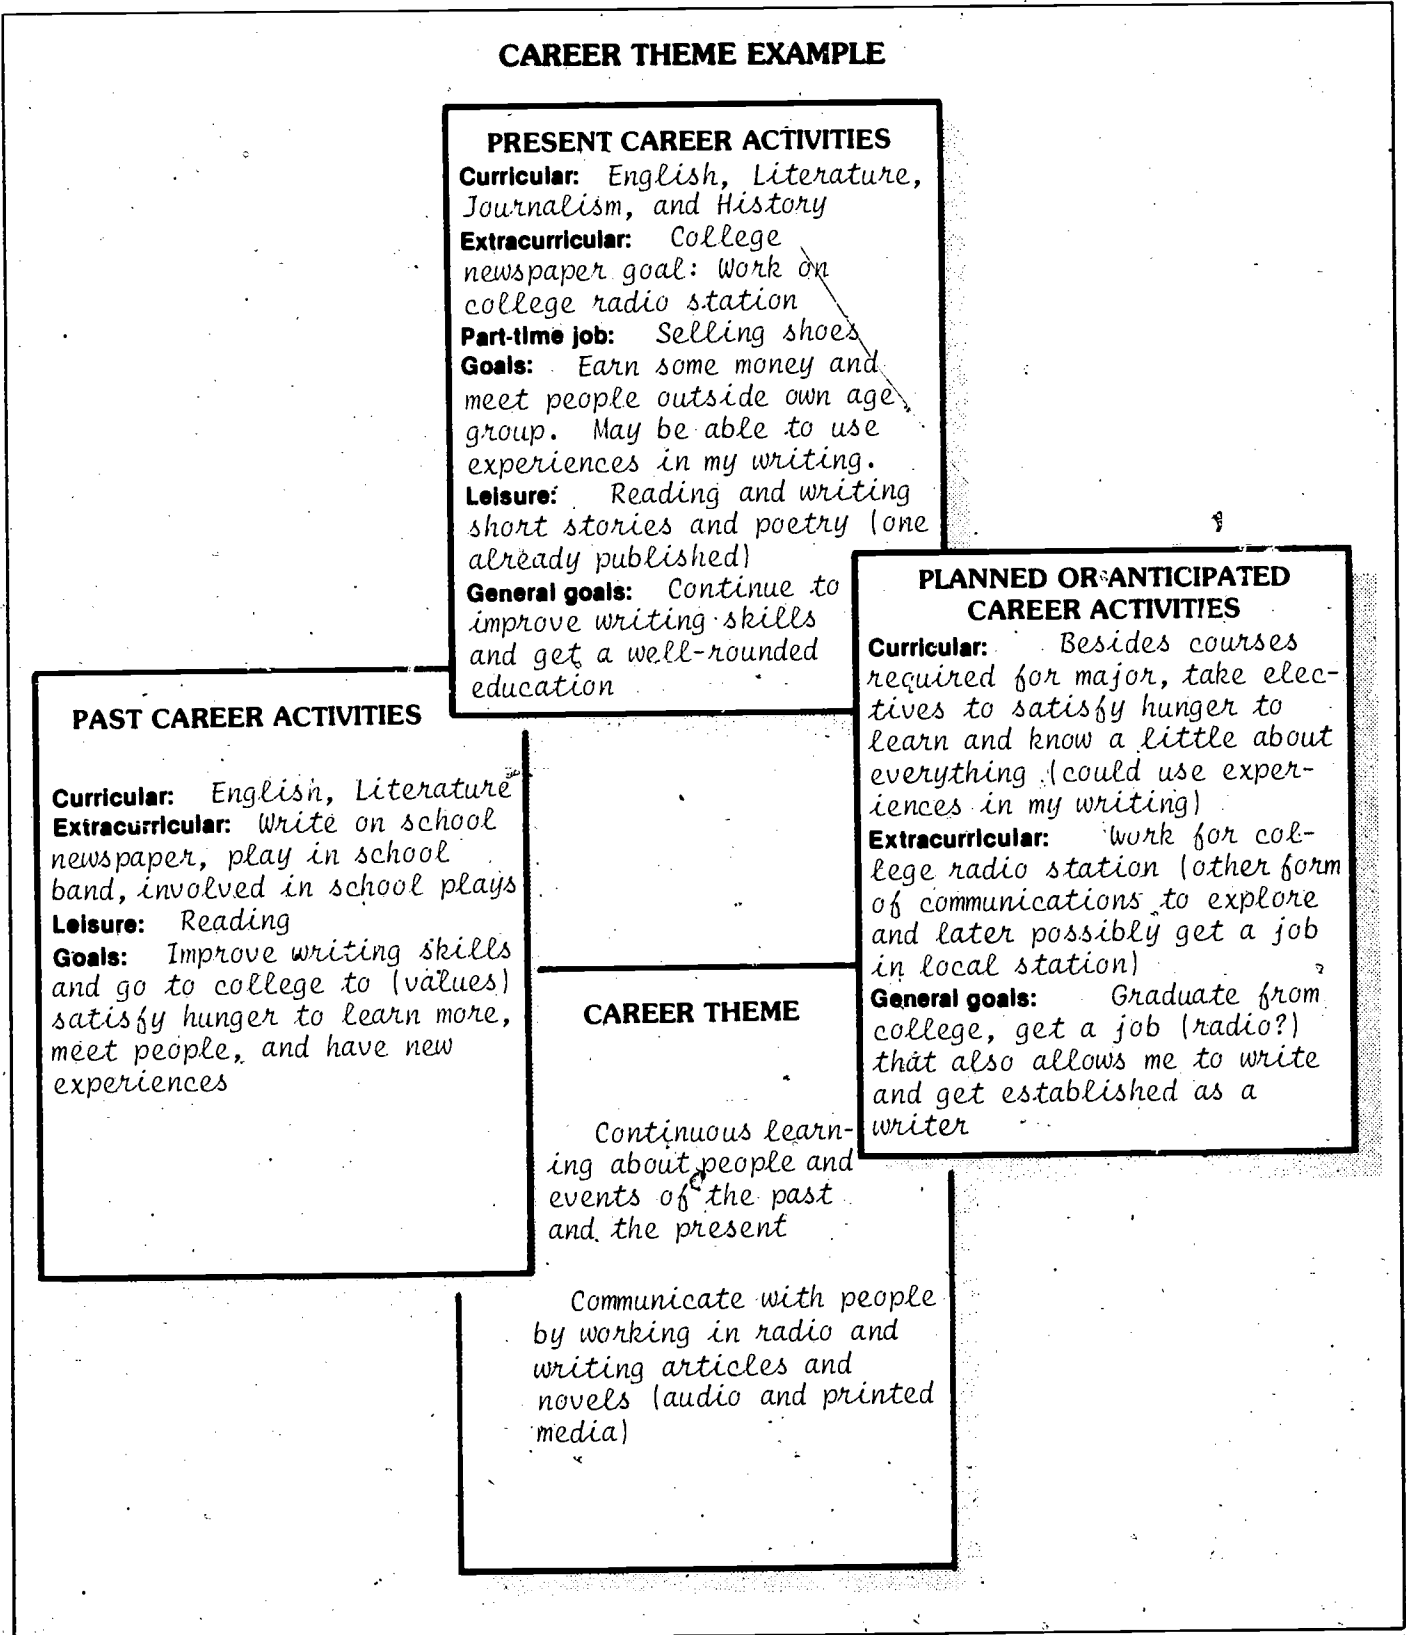 CAREER THEME EXAMPLE
PRESENT CAREER ACTIVITIES
Curricular: English, Literature,
Journalism, and History
Extracurricular: College
newspaper goal: Work on
college radio station
Part-time job: Selling shoes
Goals: Earn some money and
meet people outside own age
group. May be able to use
experiences in my writing.
Leisure: Reading and writing
short stories and poetry (one
already published)
General goals: Continue to
improve writing skills
and get a well-rounded
education
PLANNED OR ANTICIPATED
CAREER ACTIVITIES
Curricular: Besides courses
required for major, take elec-
tives to satisfy hunger to
learn and know a little about
everything (could use exper-
iences in my writing)
Extracurricular: Work for col-
lege radio station (other form
of communications to explore
and later possibly get a job
in local station)
General goals: Graduate from
college, get a job (radio?)
that also allows me to write
and get established as a
writer
PAST CAREER ACTIVITIES
Curricular: English, Literature
Extracurricular: Write on school
newspaper, play in school
band, involved in school plays
Leisure: Reading
Goals: Improve writing skills
and go to college to (values)
satisfy hunger to learn more,
meet people, and have new
experiences
CAREER THEME
Continuous learn-
ing about people and
events of the past
and the present
Communicate with people
by working in radio and
writing articles and
novels (audio and printed
media)